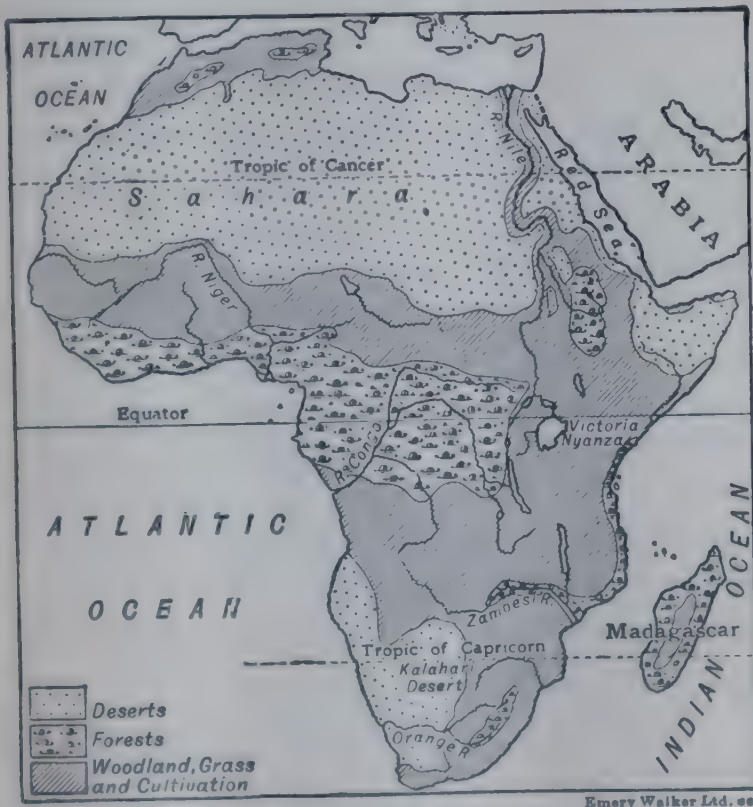 ATLANTIC
OCEAN
R. Nile
Red Sea
ARABIA
Tropic of Cancer
Sahara
R. Niger
Equator
R. Congo
Victoria
Nyanza
ATLANTIC
OCEAN
Zambesi R.
Madagascar
INDIAN OCEAN
Tropic of Capricorn
Kalahari
Desert
Orange R.
Deserts
Forests
Woodland, Grass
and Cultivation
Emery Walker Ltd.